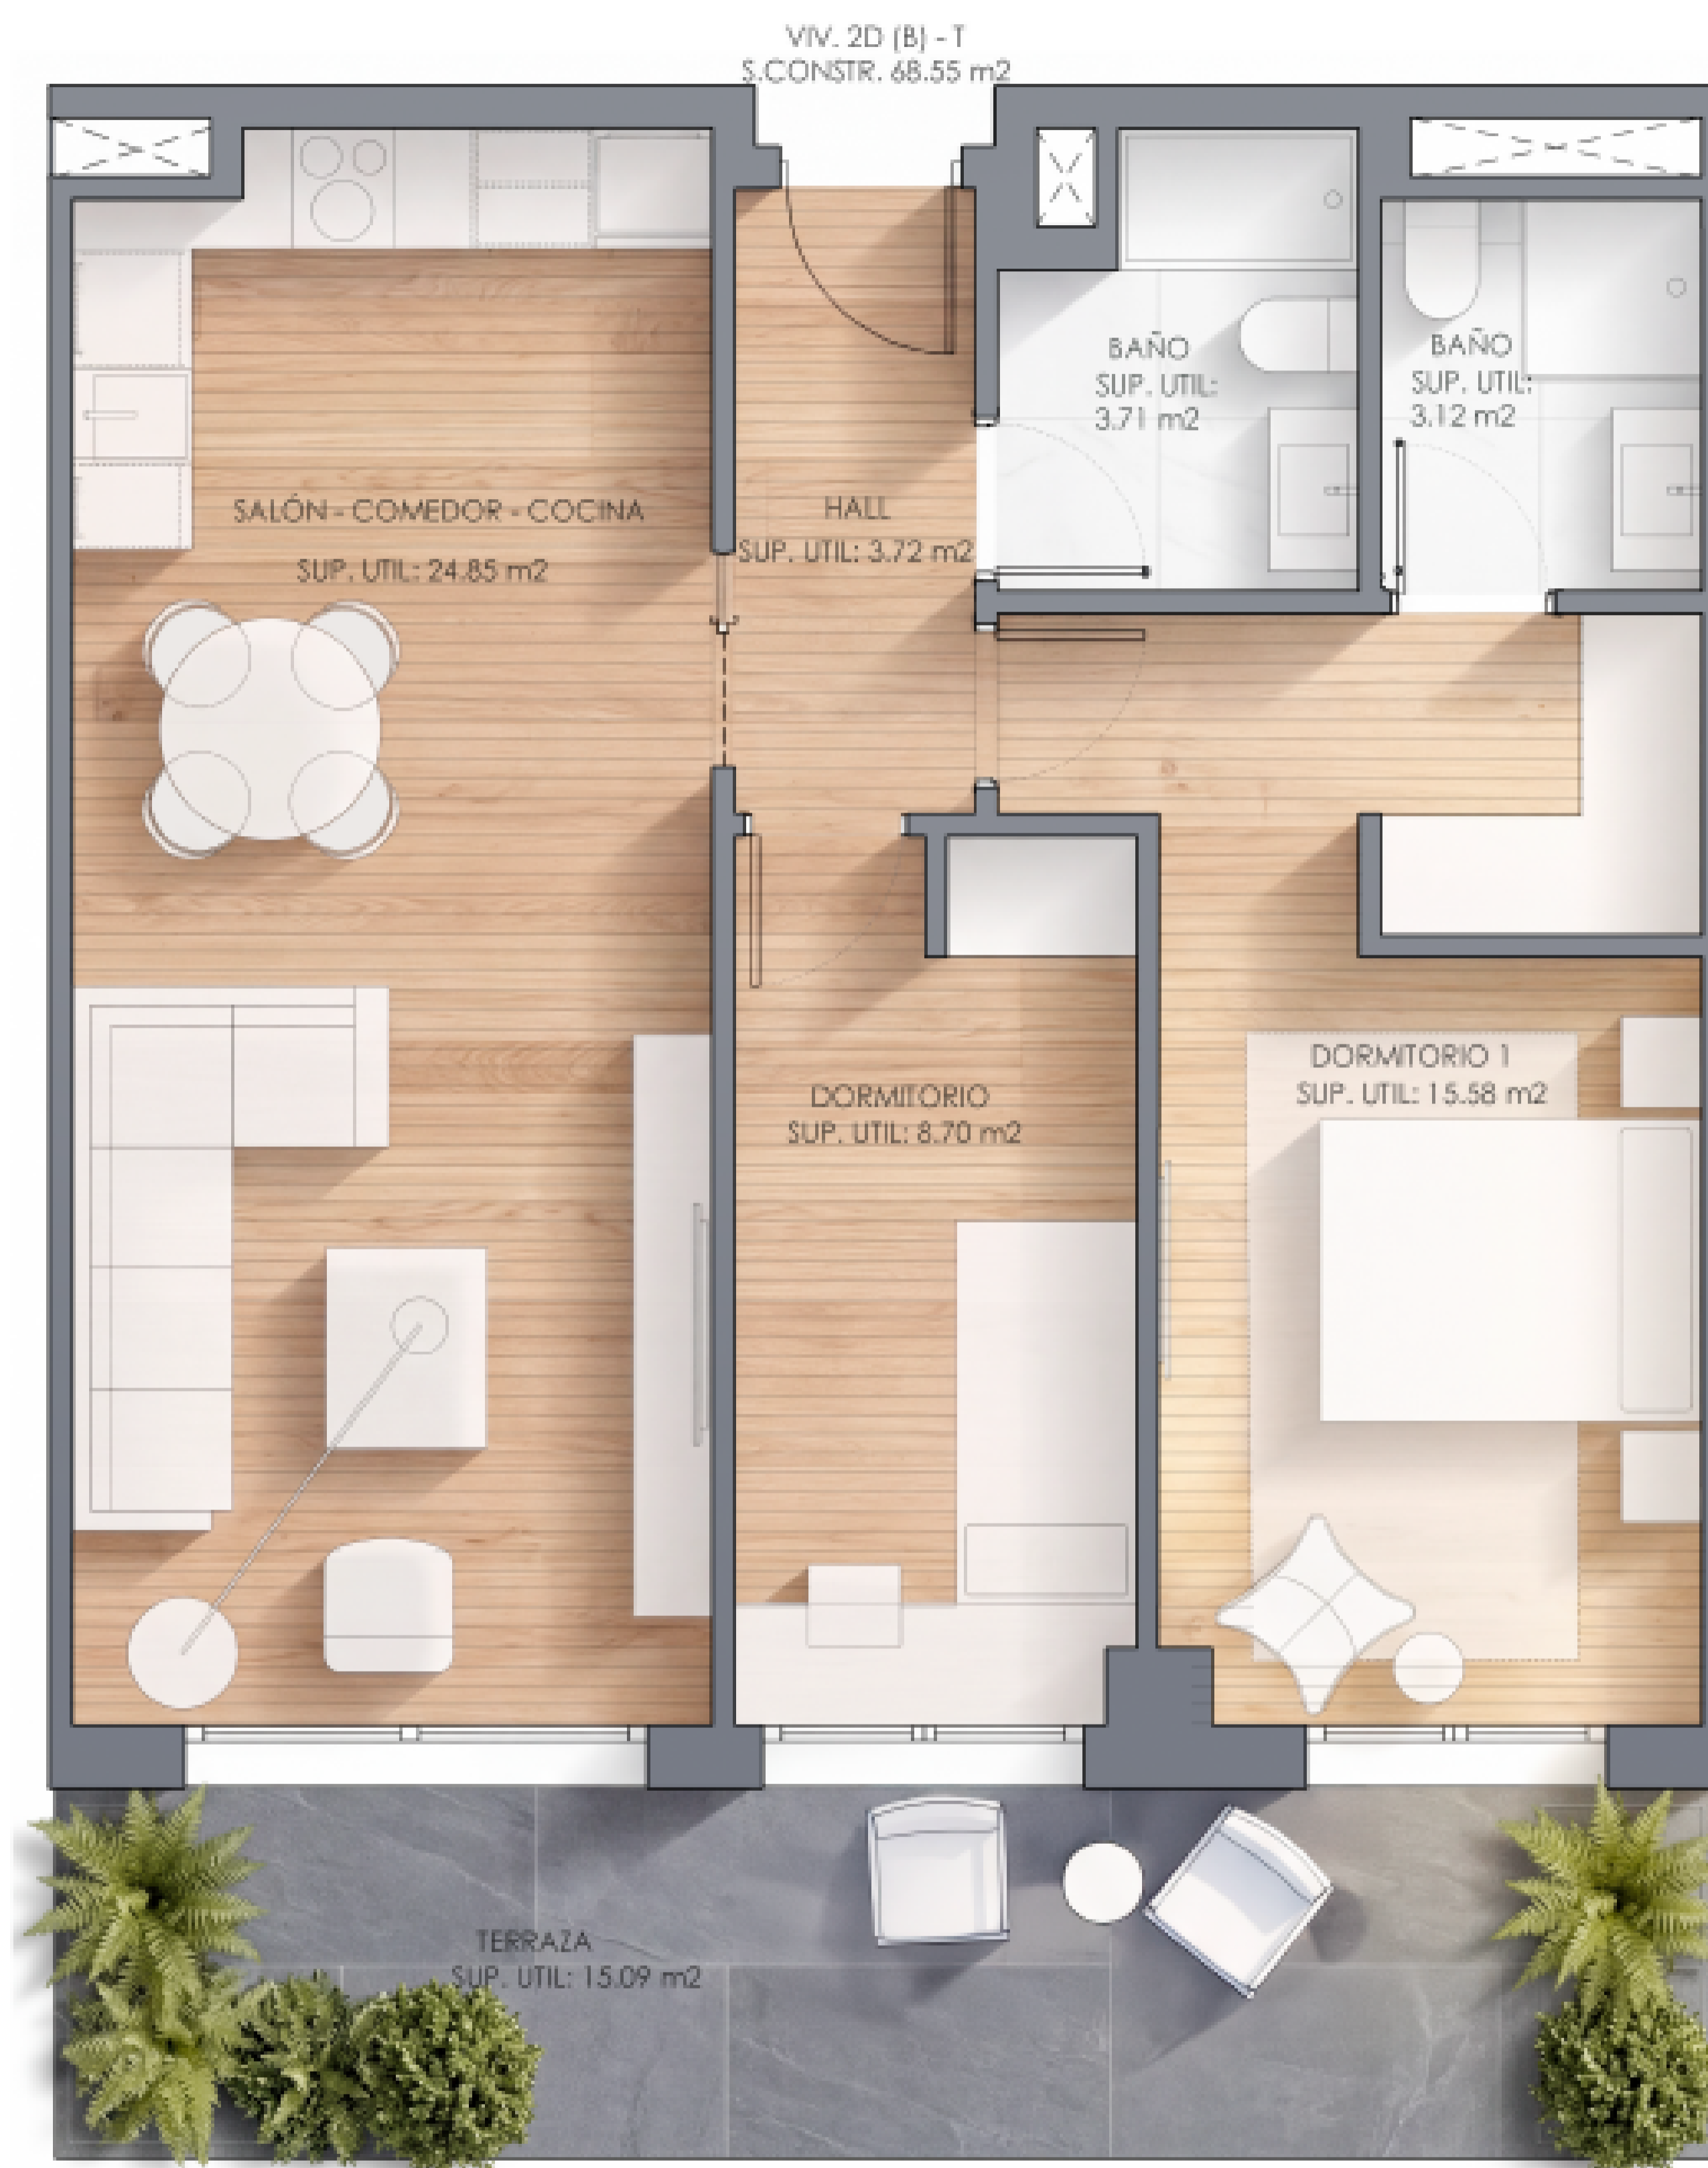 VIV. 2D (B) - T
S.CONSTR. 68.55 m2
BAÑO
SUP. UTIL:
3.71 m2
BAÑO
SUP. UTIL:
3.12 m2
SALÓN - COMEDOR - COCINA
SUP. UTIL: 24.85 m2
HALL
SUP. UTIL: 3.72 m2
DORMITORIO
SUP. UTIL: 8.70 m2
DORMITORIO 1
SUP. UTIL: 15.58 m2
TERRAZA
SUP. UTIL: 15.09 m2